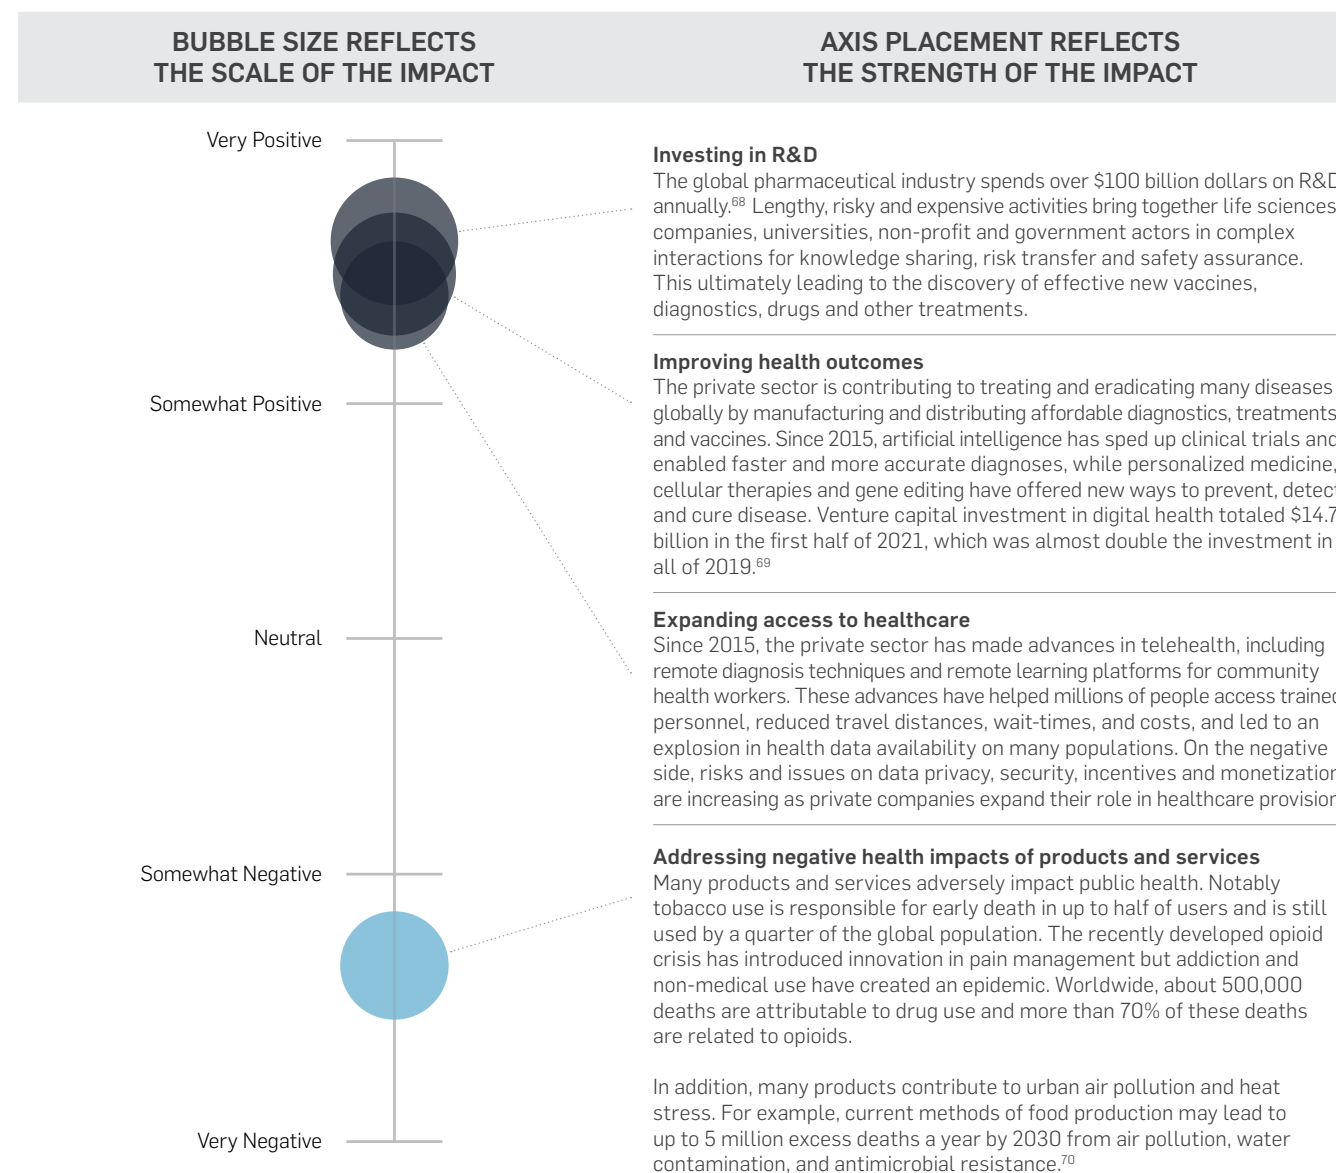 BUBBLE SIZE REFLECTS
THE SCALE OF THE IMPACT
AXIS PLACEMENT REFLECTS
THE STRENGTH OF THE IMPACT
Very Positive
Somewhat Positive
Neutral
Somewhat Negative
Very Negative
Investing in R&D
The global pharmaceutical industry spends over $100 billion dollars on R&D
annually.68 Lengthy, risky and expensive activities bring together life sciences
companies, universities, non-profit and government actors in complex
interactions for knowledge sharing, risk transfer and safety assurance.
This ultimately leading to the discovery of effective new vaccines,
diagnostics, drugs and other treatments.
Improving health outcomes
The private sector is contributing to treating and eradicating many diseases
globally by manufacturing and distributing affordable diagnostics, treatments
and vaccines. Since 2015, artificial intelligence has sped up clinical trials and
enabled faster and more accurate diagnoses, while personalized medicine,
cellular therapies and gene editing have offered new ways to prevent, detect
and cure disease. Venture capital investment in digital health totaled $14.7
billion in the first half of 2021, which was almost double the investment in
all of 2019.69
Expanding access to healthcare
Since 2015, the private sector has made advances in telehealth, including
remote diagnosis techniques and remote learning platforms for community
health workers. These advances have helped millions of people access trained
personnel, reduced travel distances, wait-times, and costs, and led to an
explosion in health data availability on many populations. On the negative
side, risks and issues on data privacy, security, incentives and monetization
are increasing as private companies expand their role in healthcare provision
Addressing negative health impacts of products and services
Many products and services adversely impact public health. Notably
tobacco use is responsible for early death in up to half of users and is still
used by a quarter of the global population. The recently developed opioid
crisis has introduced innovation in pain management but addiction and
non-medical use have created an epidemic. Worldwide, about 500,000
deaths are attributable to drug use and more than 70% of these deaths
are related to opioids.
In addition, many products contribute to urban air pollution and heat
stress. For example, current methods of food production may lead to
up to 5 million excess deaths a year by 2030 from air pollution, water
contamination, and antimicrobial resistance.70